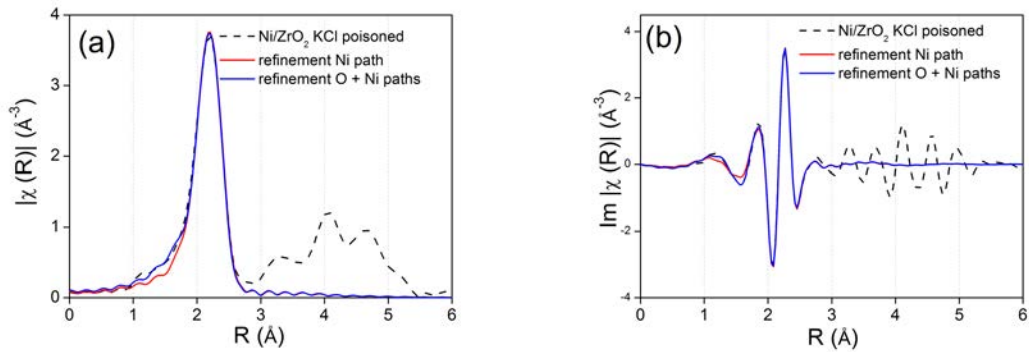 (a)
Ni/ZrO₂ KCl poisoned
refinement Ni path
refinement O + Ni paths
|χ (R)| (Å⁻³)
4
3
2
1
0
0 1 2 3 4 5 6
R (Å)
(b)
Ni/ZrO₂ KCl poisoned
refinement Ni path
refinement O + Ni paths
Im |χ (R)| (Å⁻³)
4
2
0
-2
-4
0 1 2 3 4 5 6
R (Å)